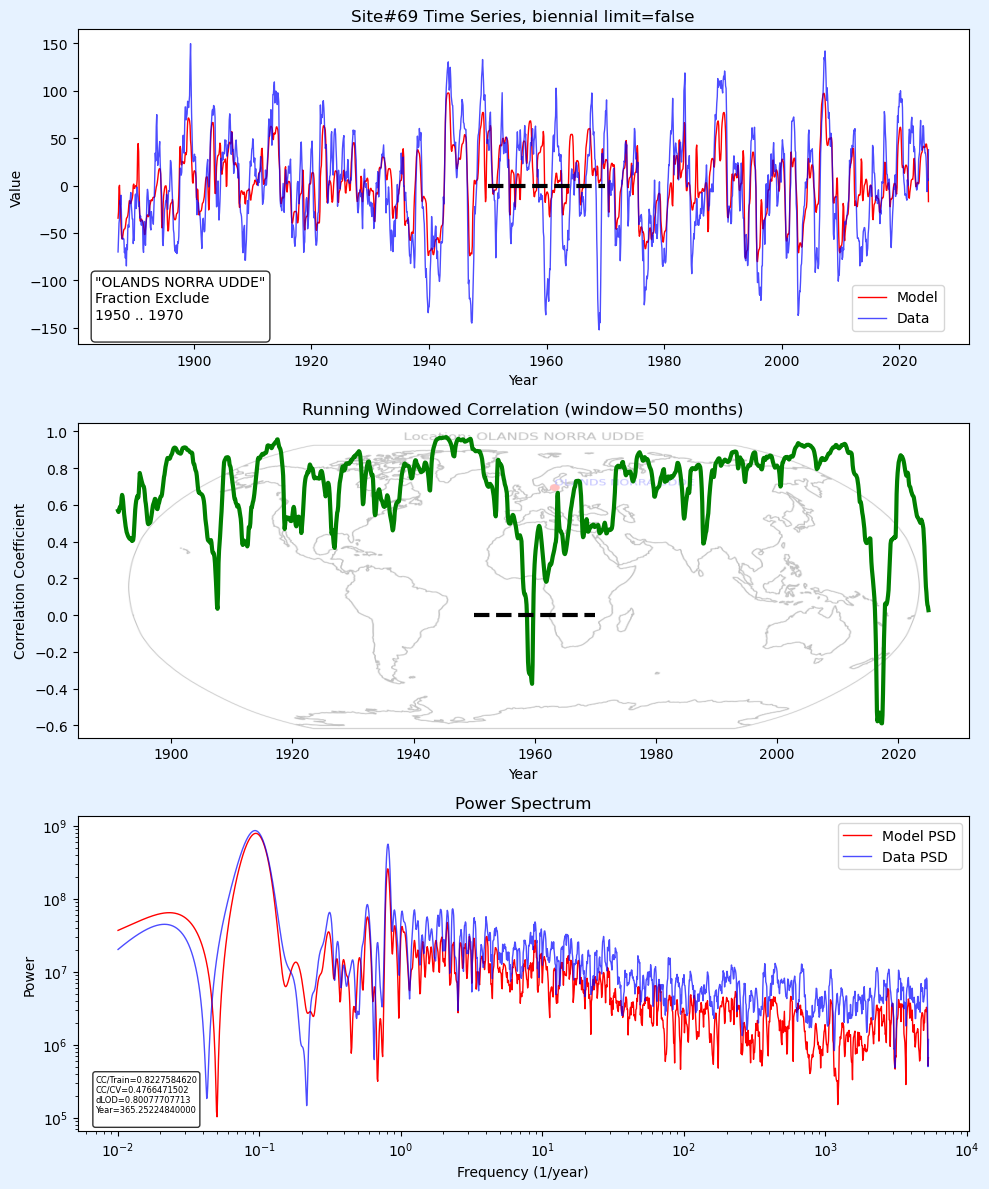 Site#69 Time Series, biennial limit=false
150
100
50
0
−50
−100
−150
Value
"OLANDS NORRA UDDE"
Fraction Exclude
1950 .. 1970
Model
Data
1900
1920
1940
1960
1980
2000
2020
Year
Running Windowed Correlation (window=50 months)
1.0
0.8
0.6
0.4
0.2
0.0
−0.2
−0.4
−0.6
Correlation Coefficient
Location: OLANDS NORRA UDDE
OLANDS NORRA
1900
1920
1940
1960
1980
2000
2020
Year
Power Spectrum
10⁹
10⁸
10⁷
10⁶
10⁵
Power
Model PSD
Data PSD
CC/Train=0.8227584620
CC/CV=0.4766471502
dLOD=0.80077707713
Year=365.25224840000
10⁻²
10⁻¹
10⁰
10¹
10²
10³
10⁴
Frequency (1/year)